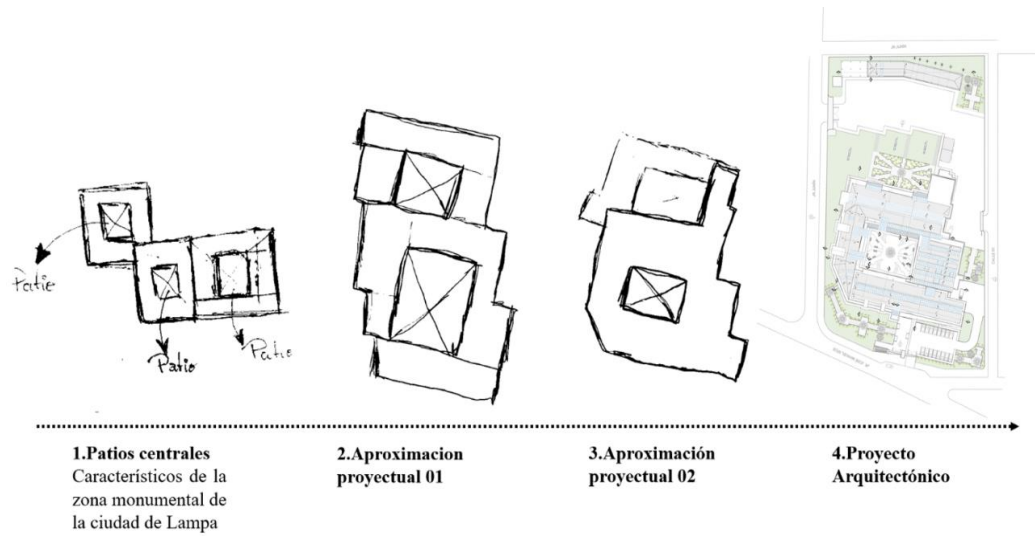 Patio
Patio
Patio
1.Patios centrales
Característicos de la
zona monumental de
la ciudad de Lampa
2.Aproximacion
proyectual 01
3.Aproximación
proyectual 02
4.Proyecto
Arquitectónico